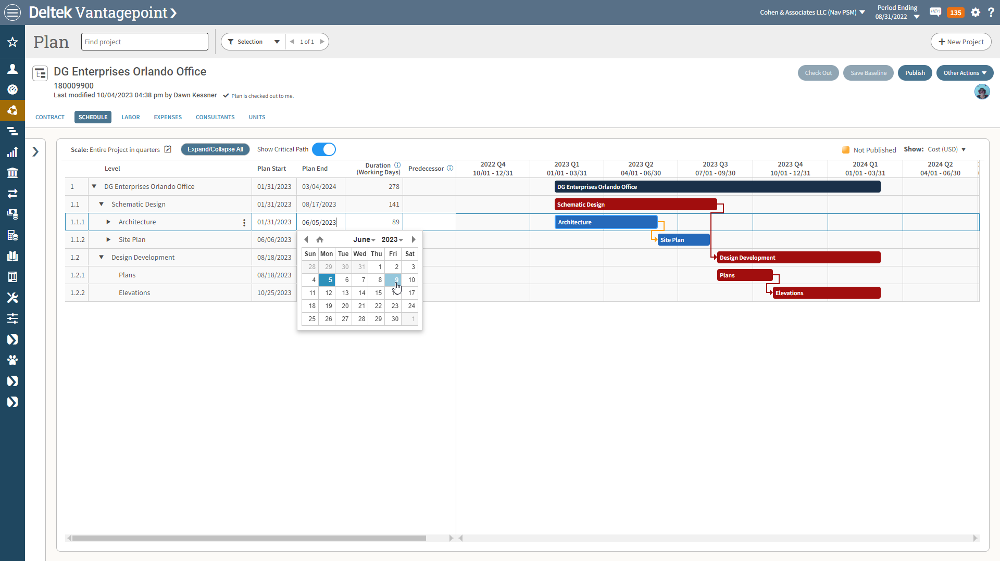 Deltek Vantagepoint
Cohen & Associates LLC (Nav PSM)
Period Ending
08/31/2022
HEY!
135
?
Plan
Find project
Selection
1 of 1
New Project
DG Enterprises Orlando Office
180009900
Last modified 10/04/2023 04:38 pm by Dawn Kessner
Plan is checked out to me.
Check Out
Save Baseline
Publish
Other Actions
CONTRACT SCHEDULE LABOR EXPENSES CONSULTANTS UNITS
Scale: Entire Project in quarters
Expand/Collapse All
Show Critical Path
Not Published
Show: Cost (USD)
Level
Plan Start
Plan End
Duration
(Working Days)
Predecessor
2022 Q4
10/01 - 12/31
2023 Q1
01/01 - 03/31
2023 Q2
04/01 - 06/30
2023 Q3
07/01 - 09/30
2023 Q4
10/01 - 12/31
2024 Q1
01/01 - 03/31
2024 Q2
04/01 - 06/30
1 DG Enterprises Orlando Office 01/31/2023 03/04/2024 278 DG Enterprises Orlando Office
1.1 Schematic Design 01/31/2023 08/17/2023 141 Schematic Design
1.1.1 Architecture 01/31/2023 06/05/2023 89 Architecture
1.1.2 Site Plan 06/06/2023 Site Plan
1.2 Design Development 08/18/2023 Design Development
1.2.1 Plans 08/18/2023 Plans
1.2.2 Elevations 10/25/2023 Elevations
June 2023
Sun Mon Tue Wed Thu Fri Sat
28 29 30 31 1 2 3
4 5 6 7 8 9 10
11 12 13 14 15 17
18 19 20 21 22 23 24
25 26 27 28 29 30 1